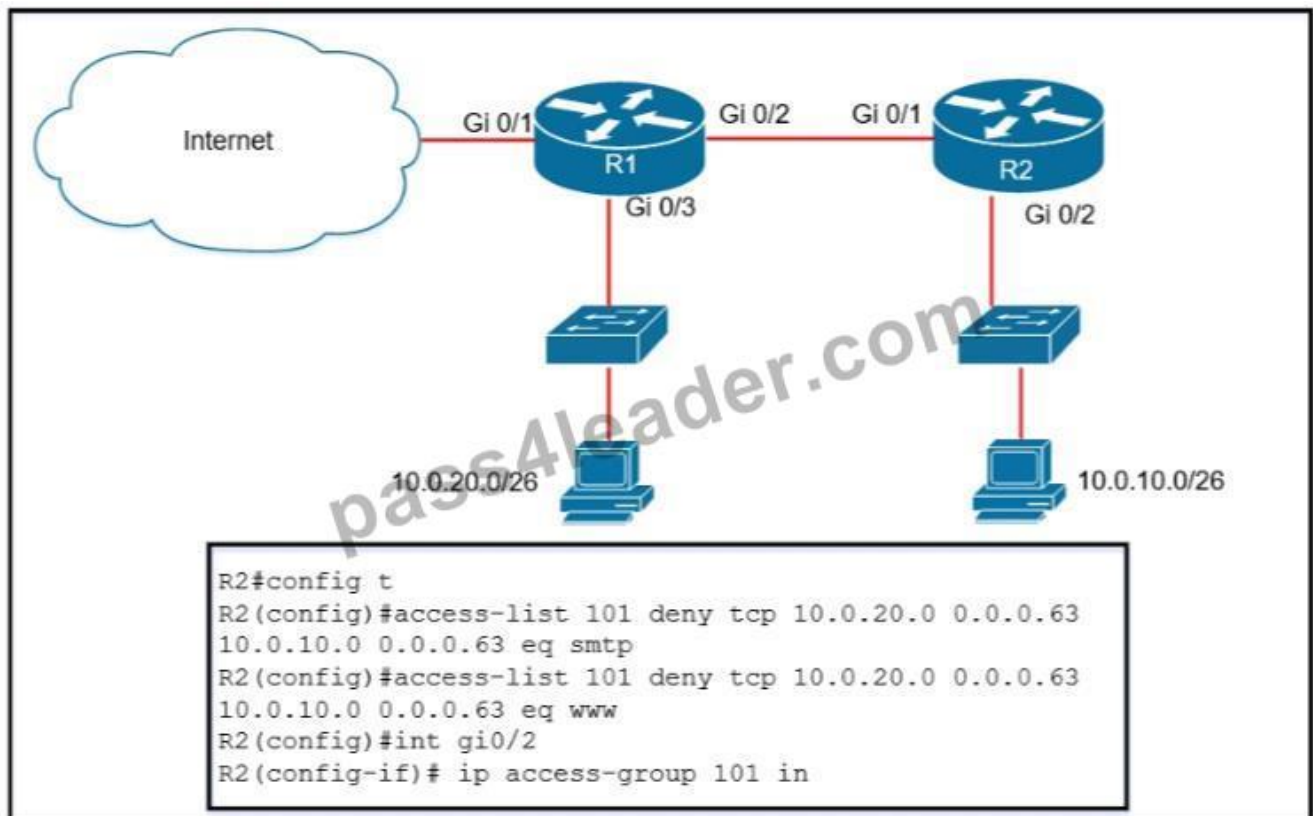 Internet
Gi 0/1
R1
Gi 0/2
Gi 0/1
R2
Gi 0/3
Gi 0/2
10.0.20.0/26
10.0.10.0/26
pass4leader.com
R2#config t
R2(config)#access-list 101 deny tcp 10.0.20.0 0.0.0.63
10.0.10.0 0.0.0.63 eq smtp
R2(config)#access-list 101 deny tcp 10.0.20.0 0.0.0.63
10.0.10.0 0.0.0.63 eq www
R2(config)#int gi0/2
R2(config-if)# ip access-group 101 in